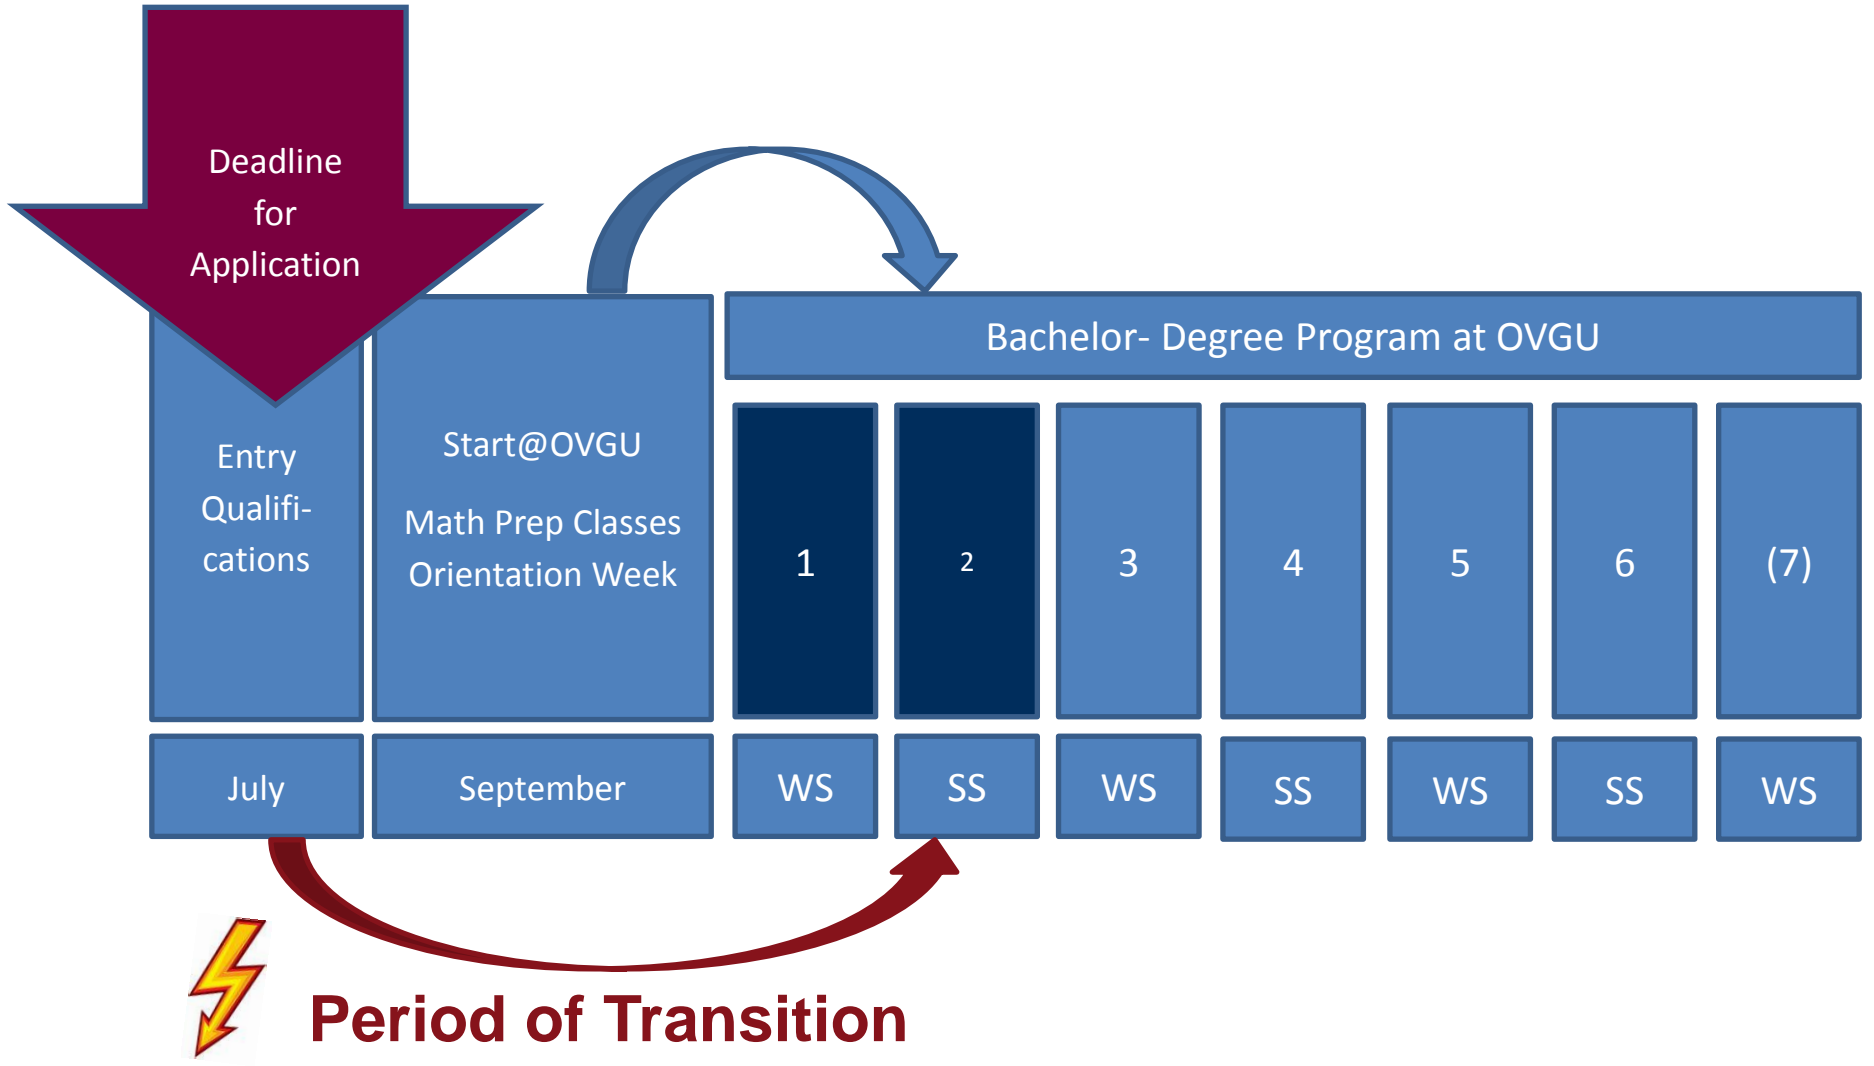 Deadline
for
Application
Bachelor- Degree Program at OVGU
Entry
Qualifi-
cations
Start@OVGU
Math Prep Classes
Orientation Week
1
2
3
4
5
6
(7)
July
September
WS
SS
WS
SS
WS
SS
WS
Period of Transition